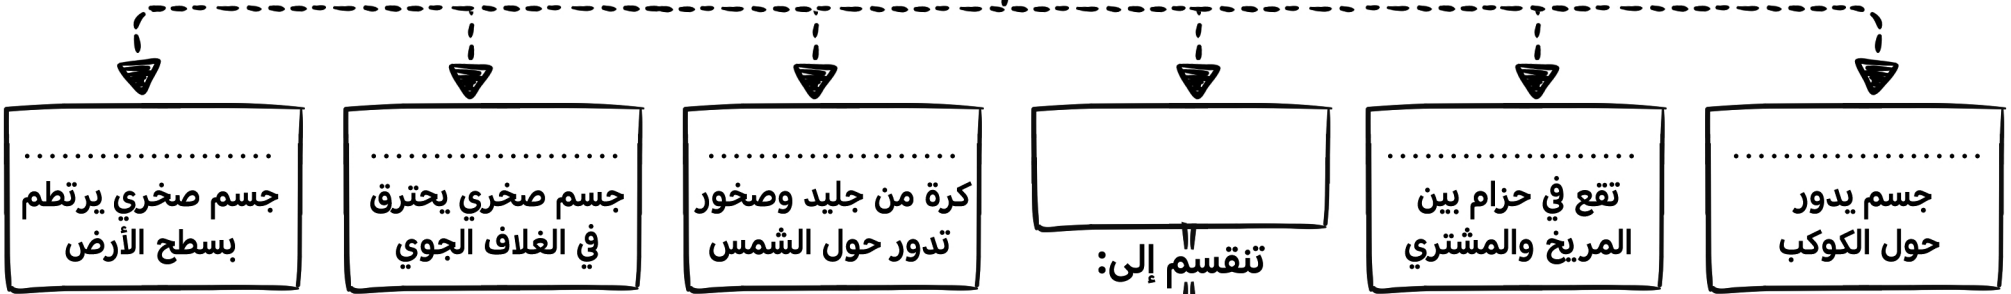 ...................
جسم يدور
حول الكوكب
...................
تقع في حزام بين
المريخ والمشتري
تنقسم إلى:
...................
كرة من جليد وصخور
تدور حول الشمس
...................
جسم صخري يحترق
في الغلاف الجوي
...................
جسم صخري يرتطم
بسطح الأرض